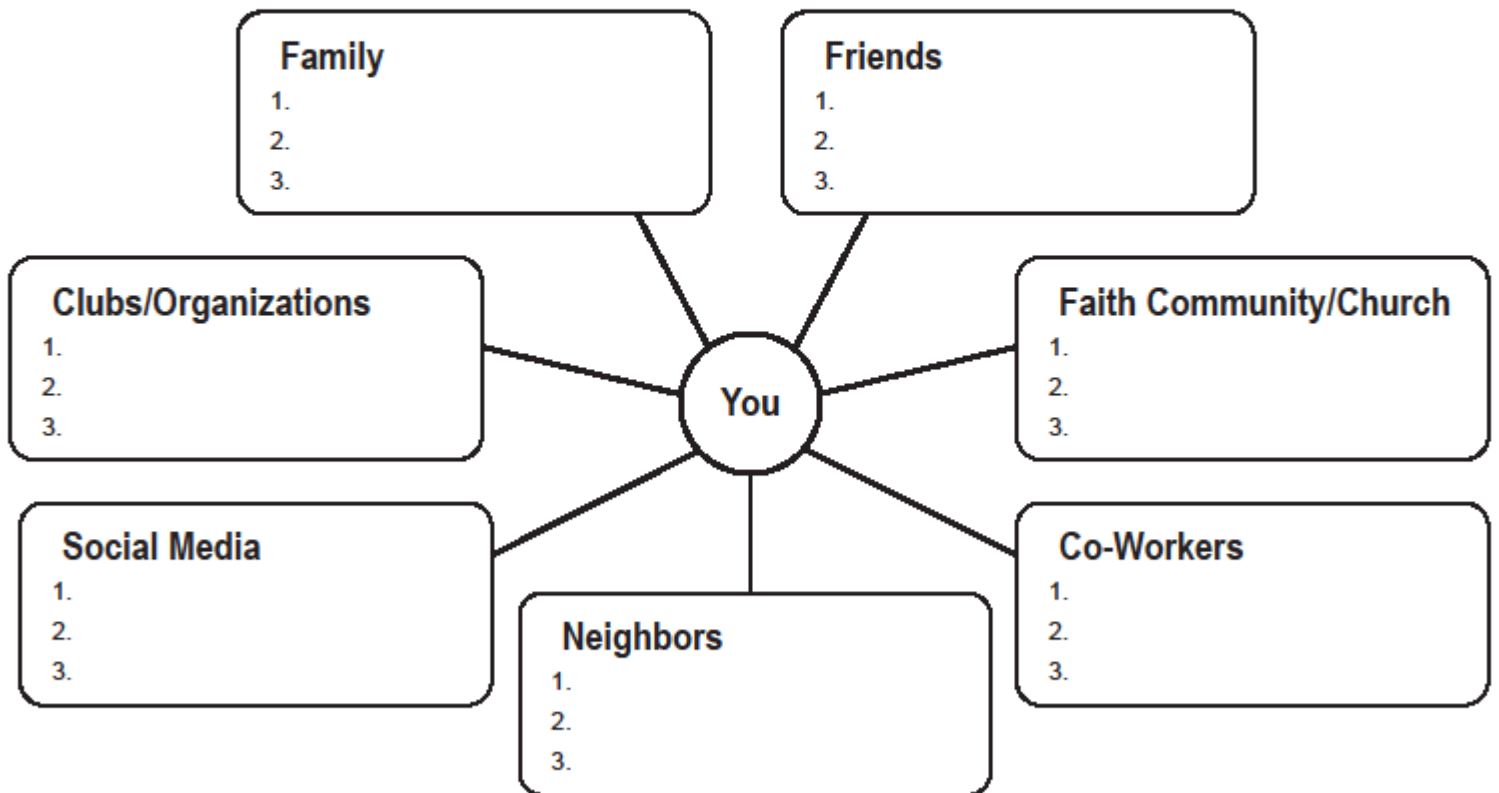 Family
1.
2.
3.
Friends
1.
2.
3.
Clubs/Organizations
1.
2.
3.
You
Faith Community/Church
1.
2.
3.
Social Media
1.
2.
3.
Neighbors
1.
2.
3.
Co-Workers
1.
2.
3.